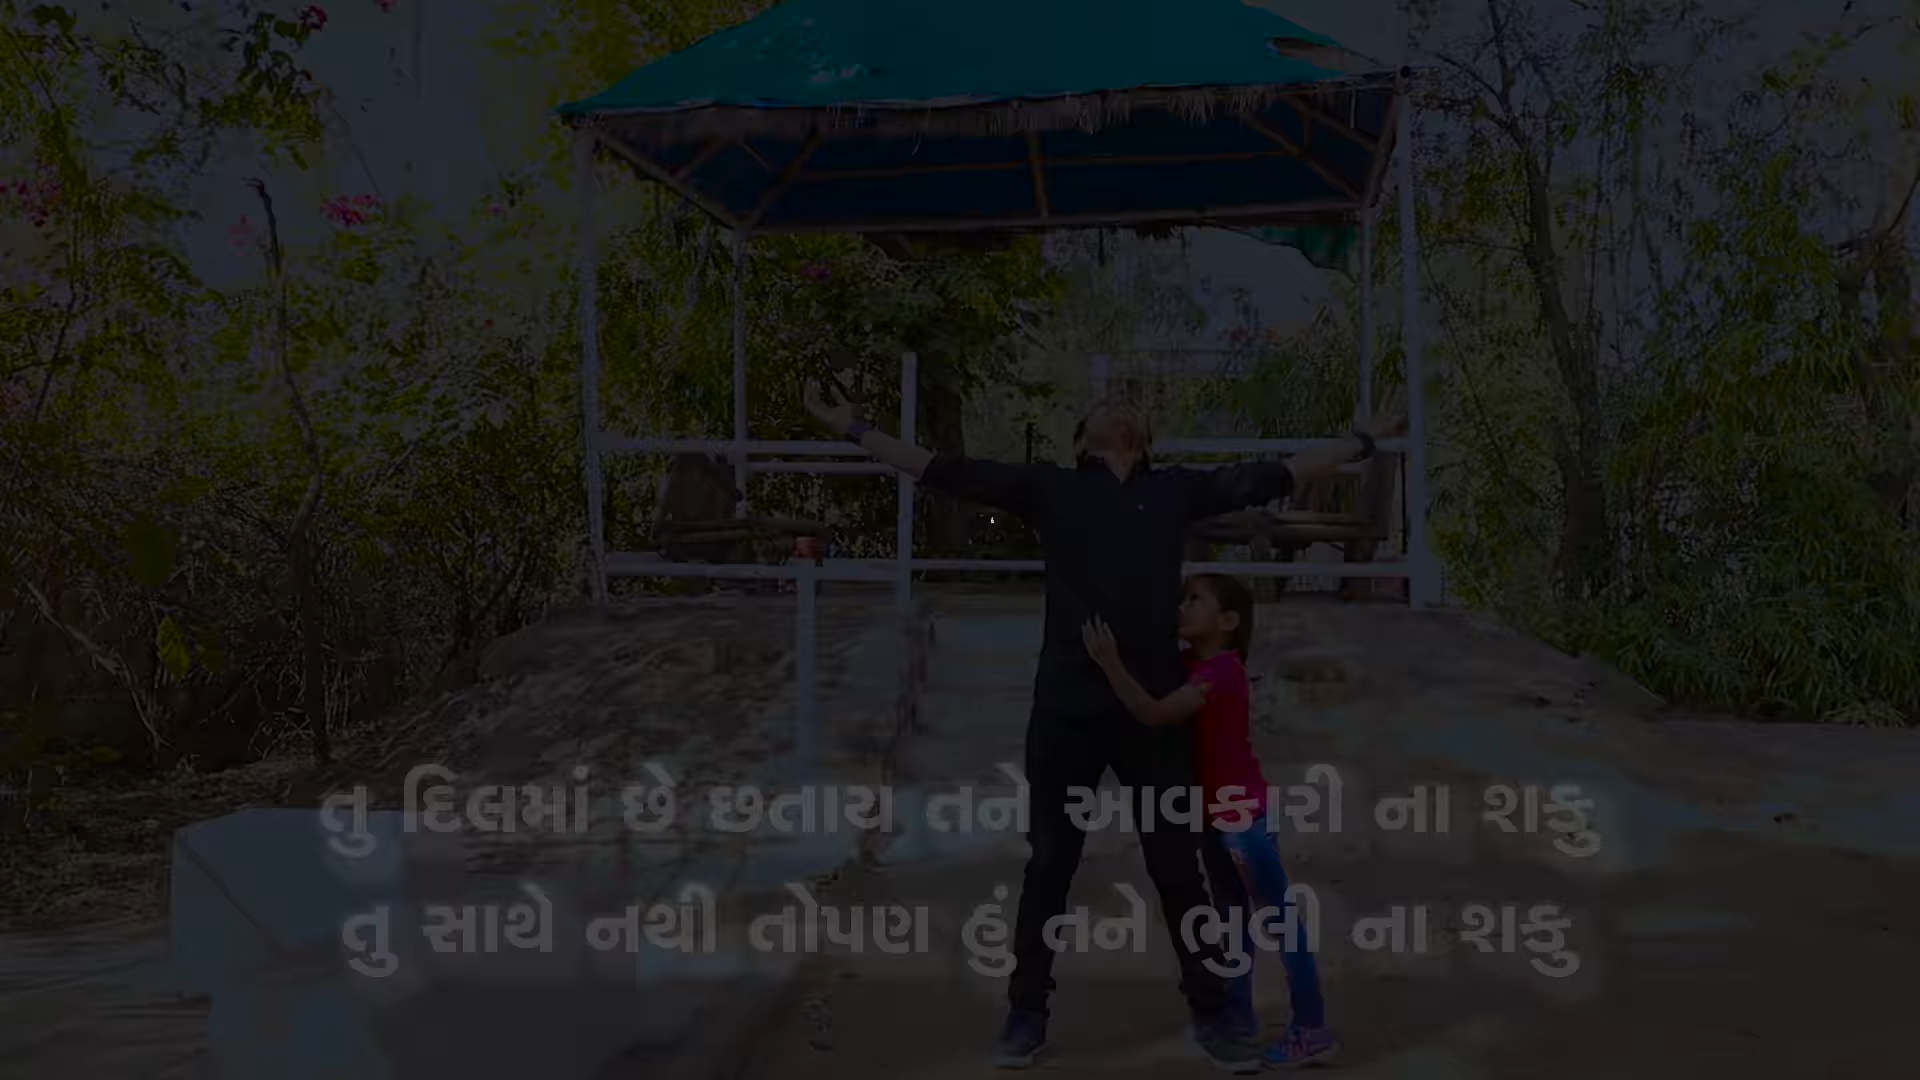 તુ દિલમાં છે છતાય તને આવકારી ના શકુ
તુ સાથે નથી તોપણ હું તને ભુલી ના શકુ